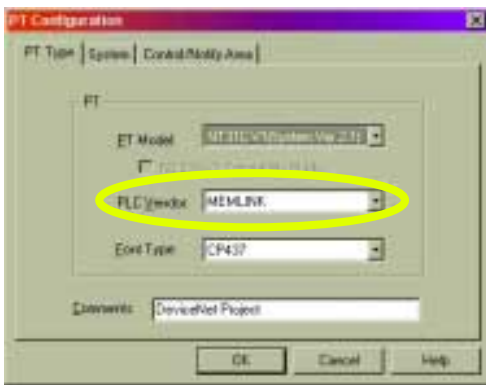 PT Configuration
PT Type System Control/Notify Area
PT
PT Model
PLC Vendor MEMLINK
Font Type CP437
Comments DeviceNet Project
OK Cancel Help